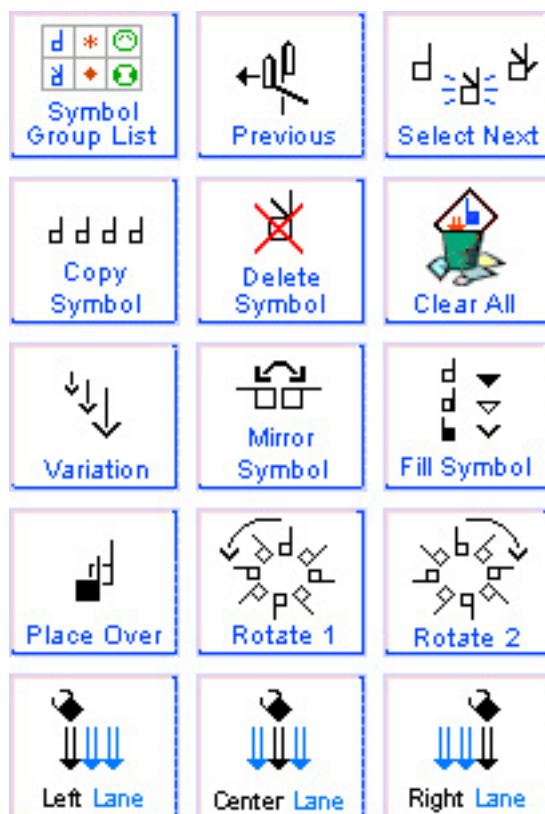 Symbol
Group List
Previous
Select Next
Copy
Symbol
Delete
Symbol
Clear All
Variation
Mirror
Symbol
Fill Symbol
Place Over
Rotate 1
Rotate 2
Left Lane
Center Lane
Right Lane